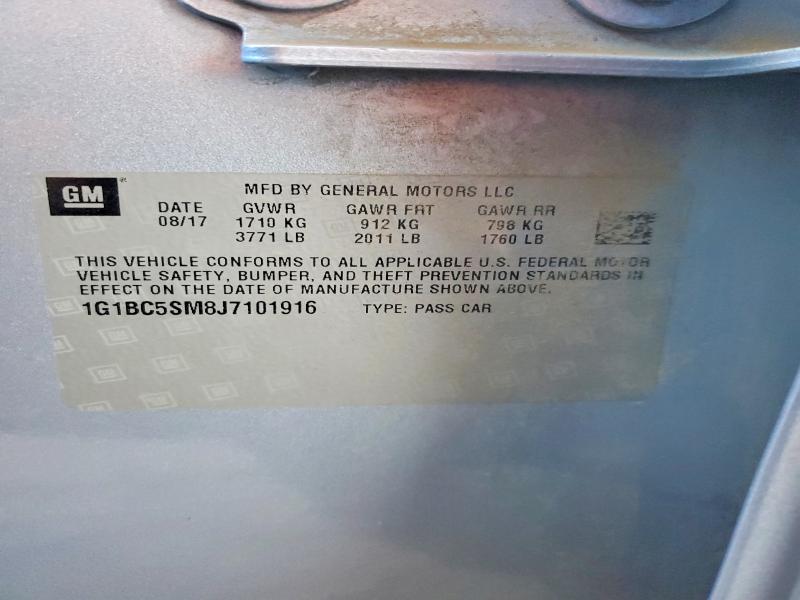 GM
MFD BY GENERAL MOTORS LLC
DATE GVWR GAWR FRT GAWR RR
08/17 1710 KG 912 KG 798 KG
3771 LB 2011 LB 1760 LB
THIS VEHICLE CONFORMS TO ALL APPLICABLE U.S. FEDERAL MOTOR
VEHICLE SAFETY, BUMPER, AND THEFT PREVENTION STANDARDS IN
EFFECT ON THE DATE OF MANUFACTURE SHOWN ABOVE.
1G1BC5SM8J7101916 TYPE: PASS CAR